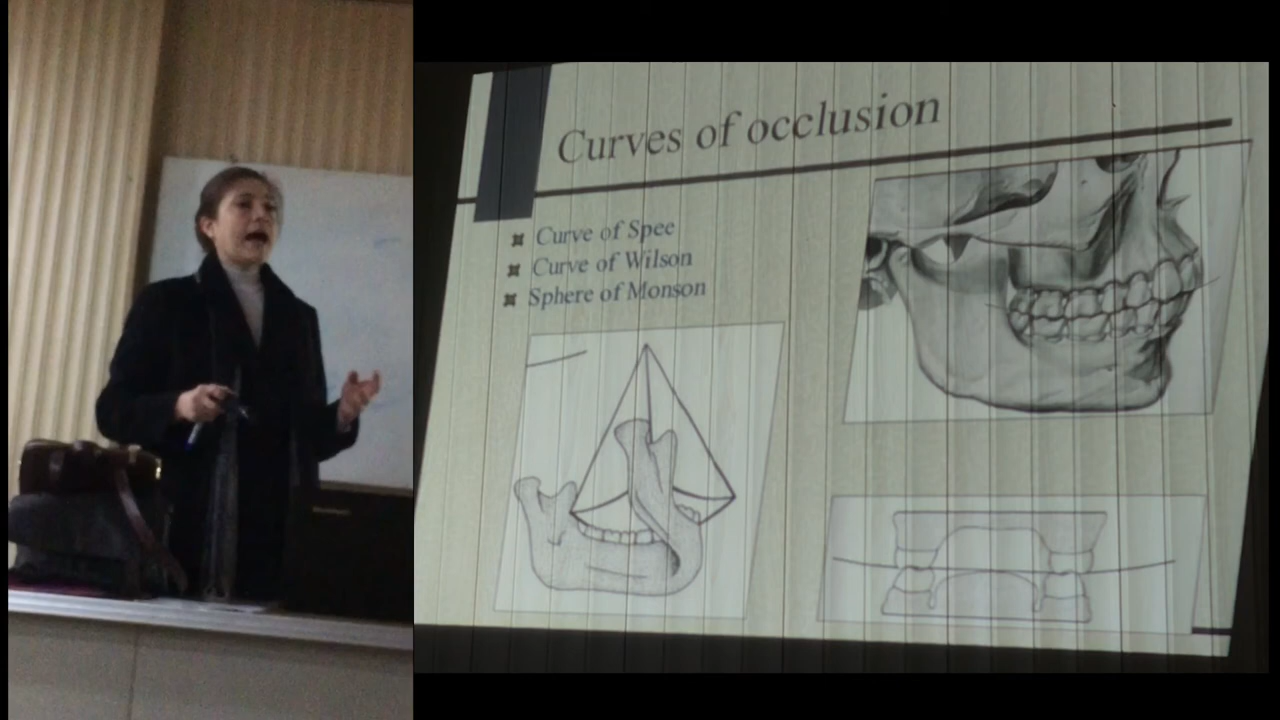 Curves of occlusion
Curve of Spee
Curve of Wilson
Sphere of Monson